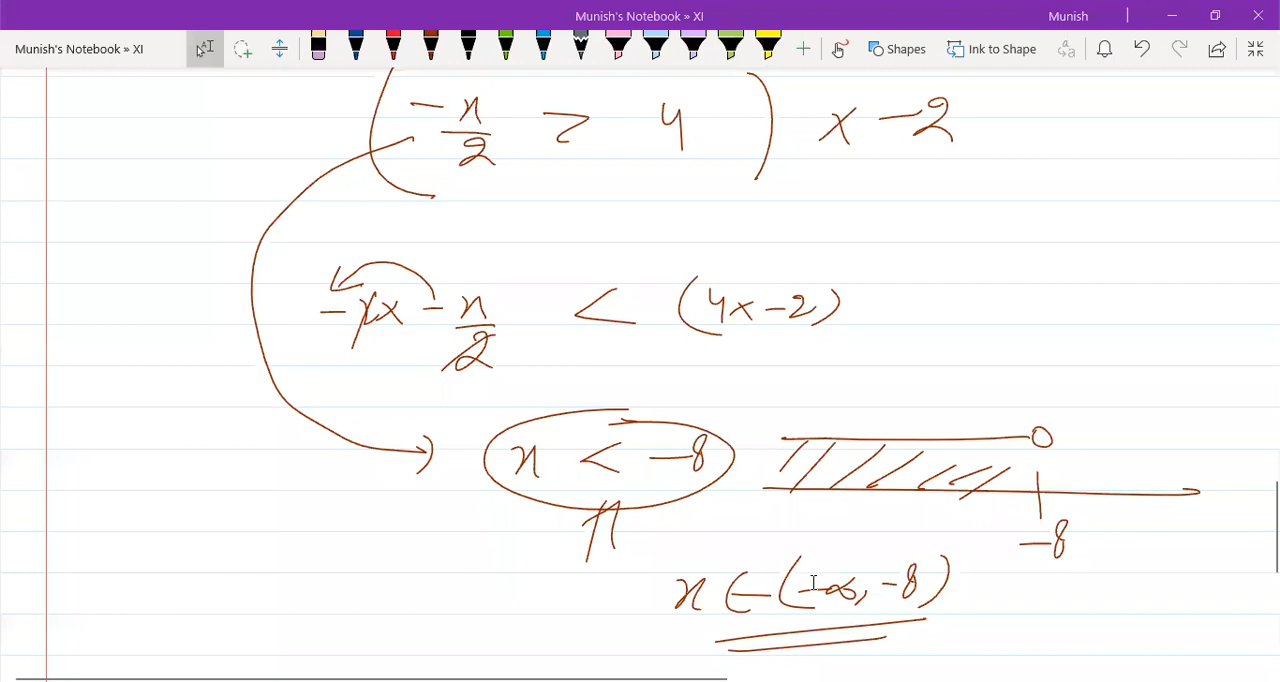 Munish's Notebook » XI
Munish
Munish's Notebook » XI
Shapes
Ink to Shape
(-x/2 > 4) x -2
-2x -x/2 < (4x-2)
x < -8
-8
x ∈ (-∞, -8)